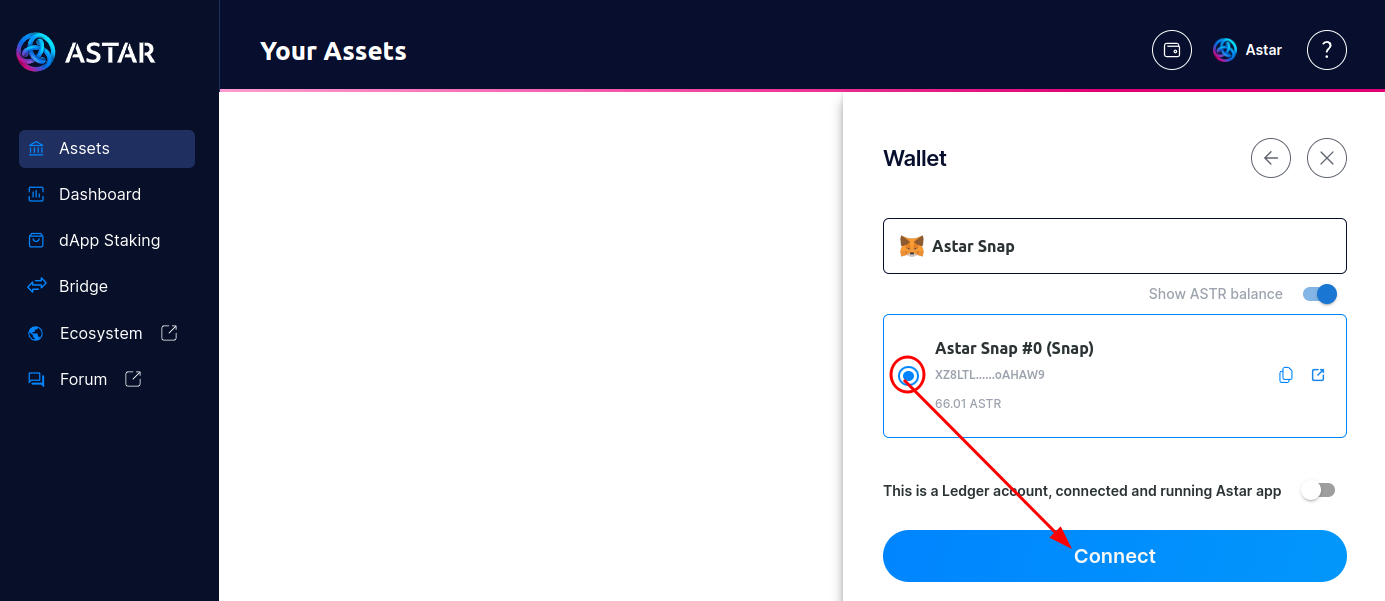 ASTAR
Your Assets
Astar
?
Assets
Dashboard
dApp Staking
Bridge
Ecosystem
Forum
Wallet
Astar Snap
Show ASTR balance
Astar Snap #0 (Snap)
XZ8LTL......oAHAW9
66.01 ASTR
This is a Ledger account, connected and running Astar app
Connect